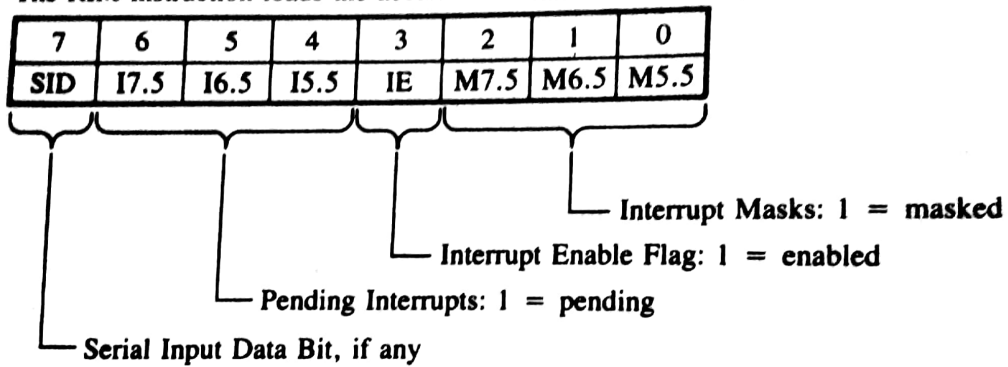 7 6 5 4 3 2 1 0
SID I7.5 I6.5 I5.5 IE M7.5 M6.5 M5.5
Interrupt Masks: 1 = masked
Interrupt Enable Flag: 1 = enabled
Pending Interrupts: 1 = pending
Serial Input Data Bit, if any